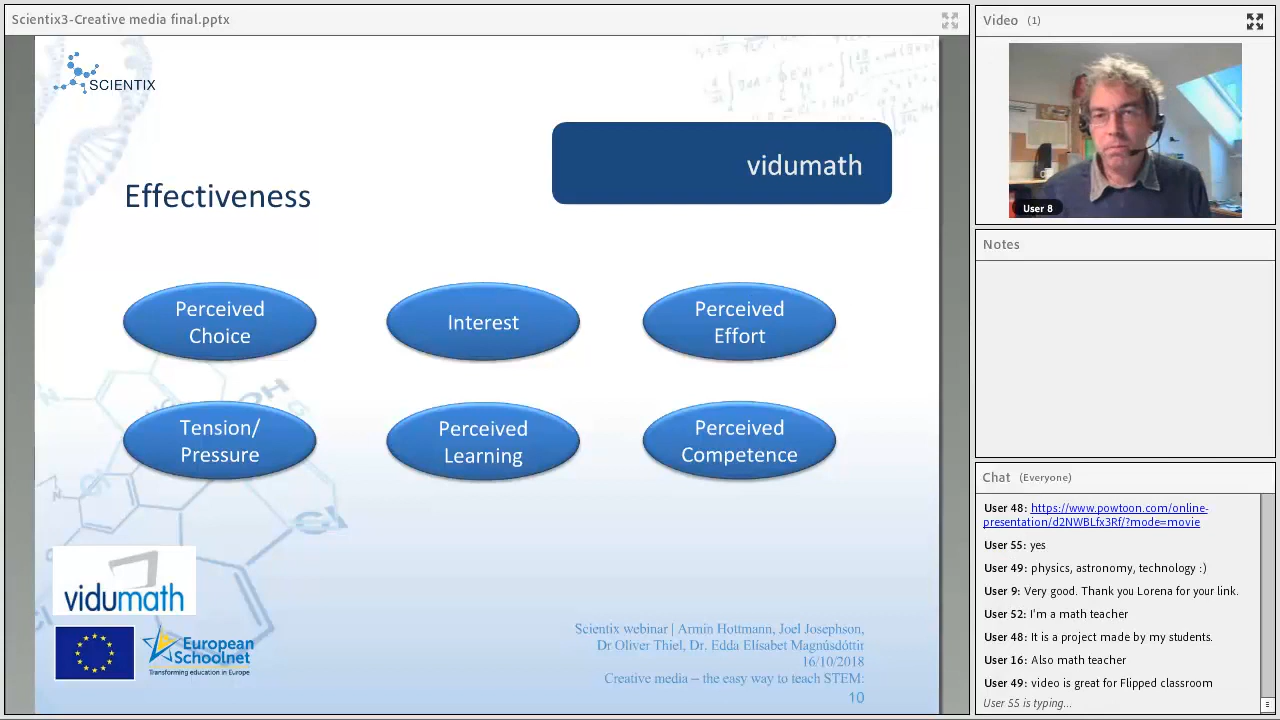 Scientix3-Creative media final.pptx
SCIENTIX
vidumath
Effectiveness
Perceived
Choice
Interest
Perceived
Effort
Tension/
Pressure
Perceived
Learning
Perceived
Competence
vidumath
European
Schoolnet
Transforming education in Europe
Scientix webinar | Armin Hottmann, Joel Josephson,
Dr Oliver Thiel, Dr. Edda Elísabet Magnúsdóttir
16/10/2018
Creative media – the easy way to teach STEM:
10
Video (1)
User 8
Notes
Chat (Everyone)
User 48: https://www.powtoon.com/online-
presentation/d2NWBLfx3Rf/?mode=movie
User 55: yes
User 49: physics, astronomy, technology :)
User 9: Very good. Thank you Lorena for your link.
User 52: I'm a math teacher
User 48: It is a project made by my students.
User 16: Also math teacher
User 49: video is great for Flipped classroom
User 55 is typing...